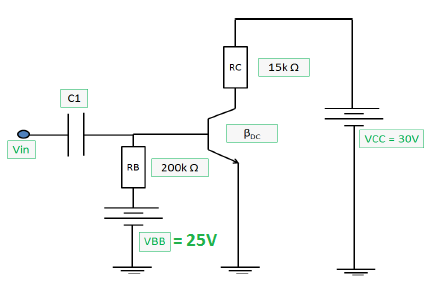 RC
15k Ω
C1
β DC
VCC = 30V
Vin
RB
200k Ω
VBB = 25V